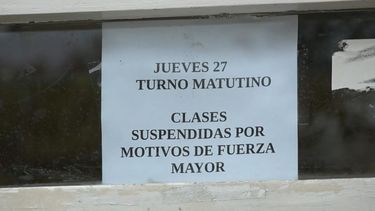 JUEVES 27
TURNO MATUTINO
CLASES
SUSPENDIDAS POR
MOTIVOS DE FUERZA
MAYOR